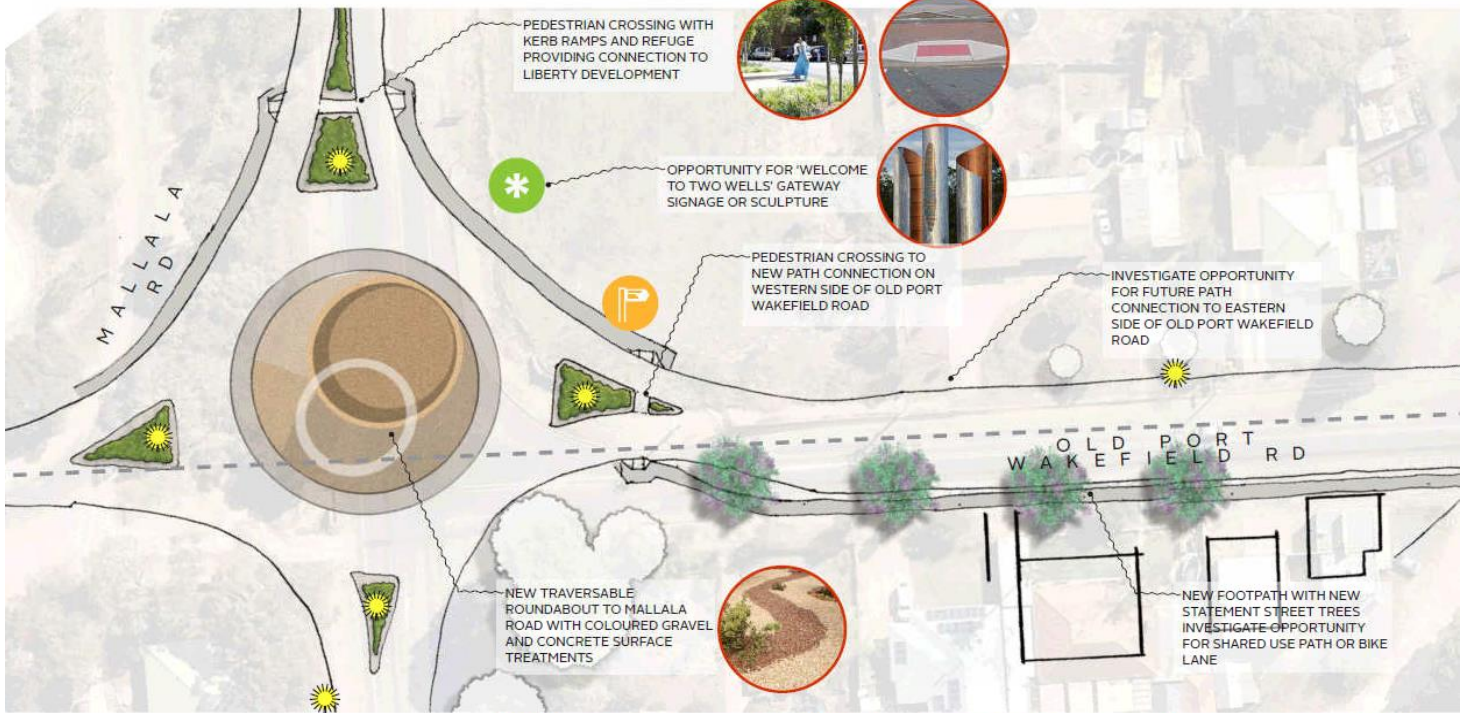 PEDESTRIAN CROSSING WITH
KERB RAMPS AND REFUGE
PROVIDING CONNECTION TO
LIBERTY DEVELOPMENT
OPPORTUNITY FOR 'WELCOME
TO TWO WELLS' GATEWAY
SIGNAGE OR SCULPTURE
PEDESTRIAN CROSSING TO
NEW PATH CONNECTION ON
WESTERN SIDE OF OLD PORT
WAKEFIELD ROAD
INVESTIGATE OPPORTUNITY
FOR FUTURE PATH
CONNECTION TO EASTERN
SIDE OF OLD PORT WAKEFIELD
ROAD
MALLALA
RD
OLD PORT
WAKEFIELD RD
NEW TRAVERSABLE
ROUNDABOUT TO MALLALA
ROAD WITH COLOURED GRAVEL
AND CONCRETE SURFACE
TREATMENTS
NEW FOOTPATH WITH NEW
STATEMENT STREET TREES
INVESTIGATE OPPORTUNITY
FOR SHARED USE PATH OR BIKE
LANE